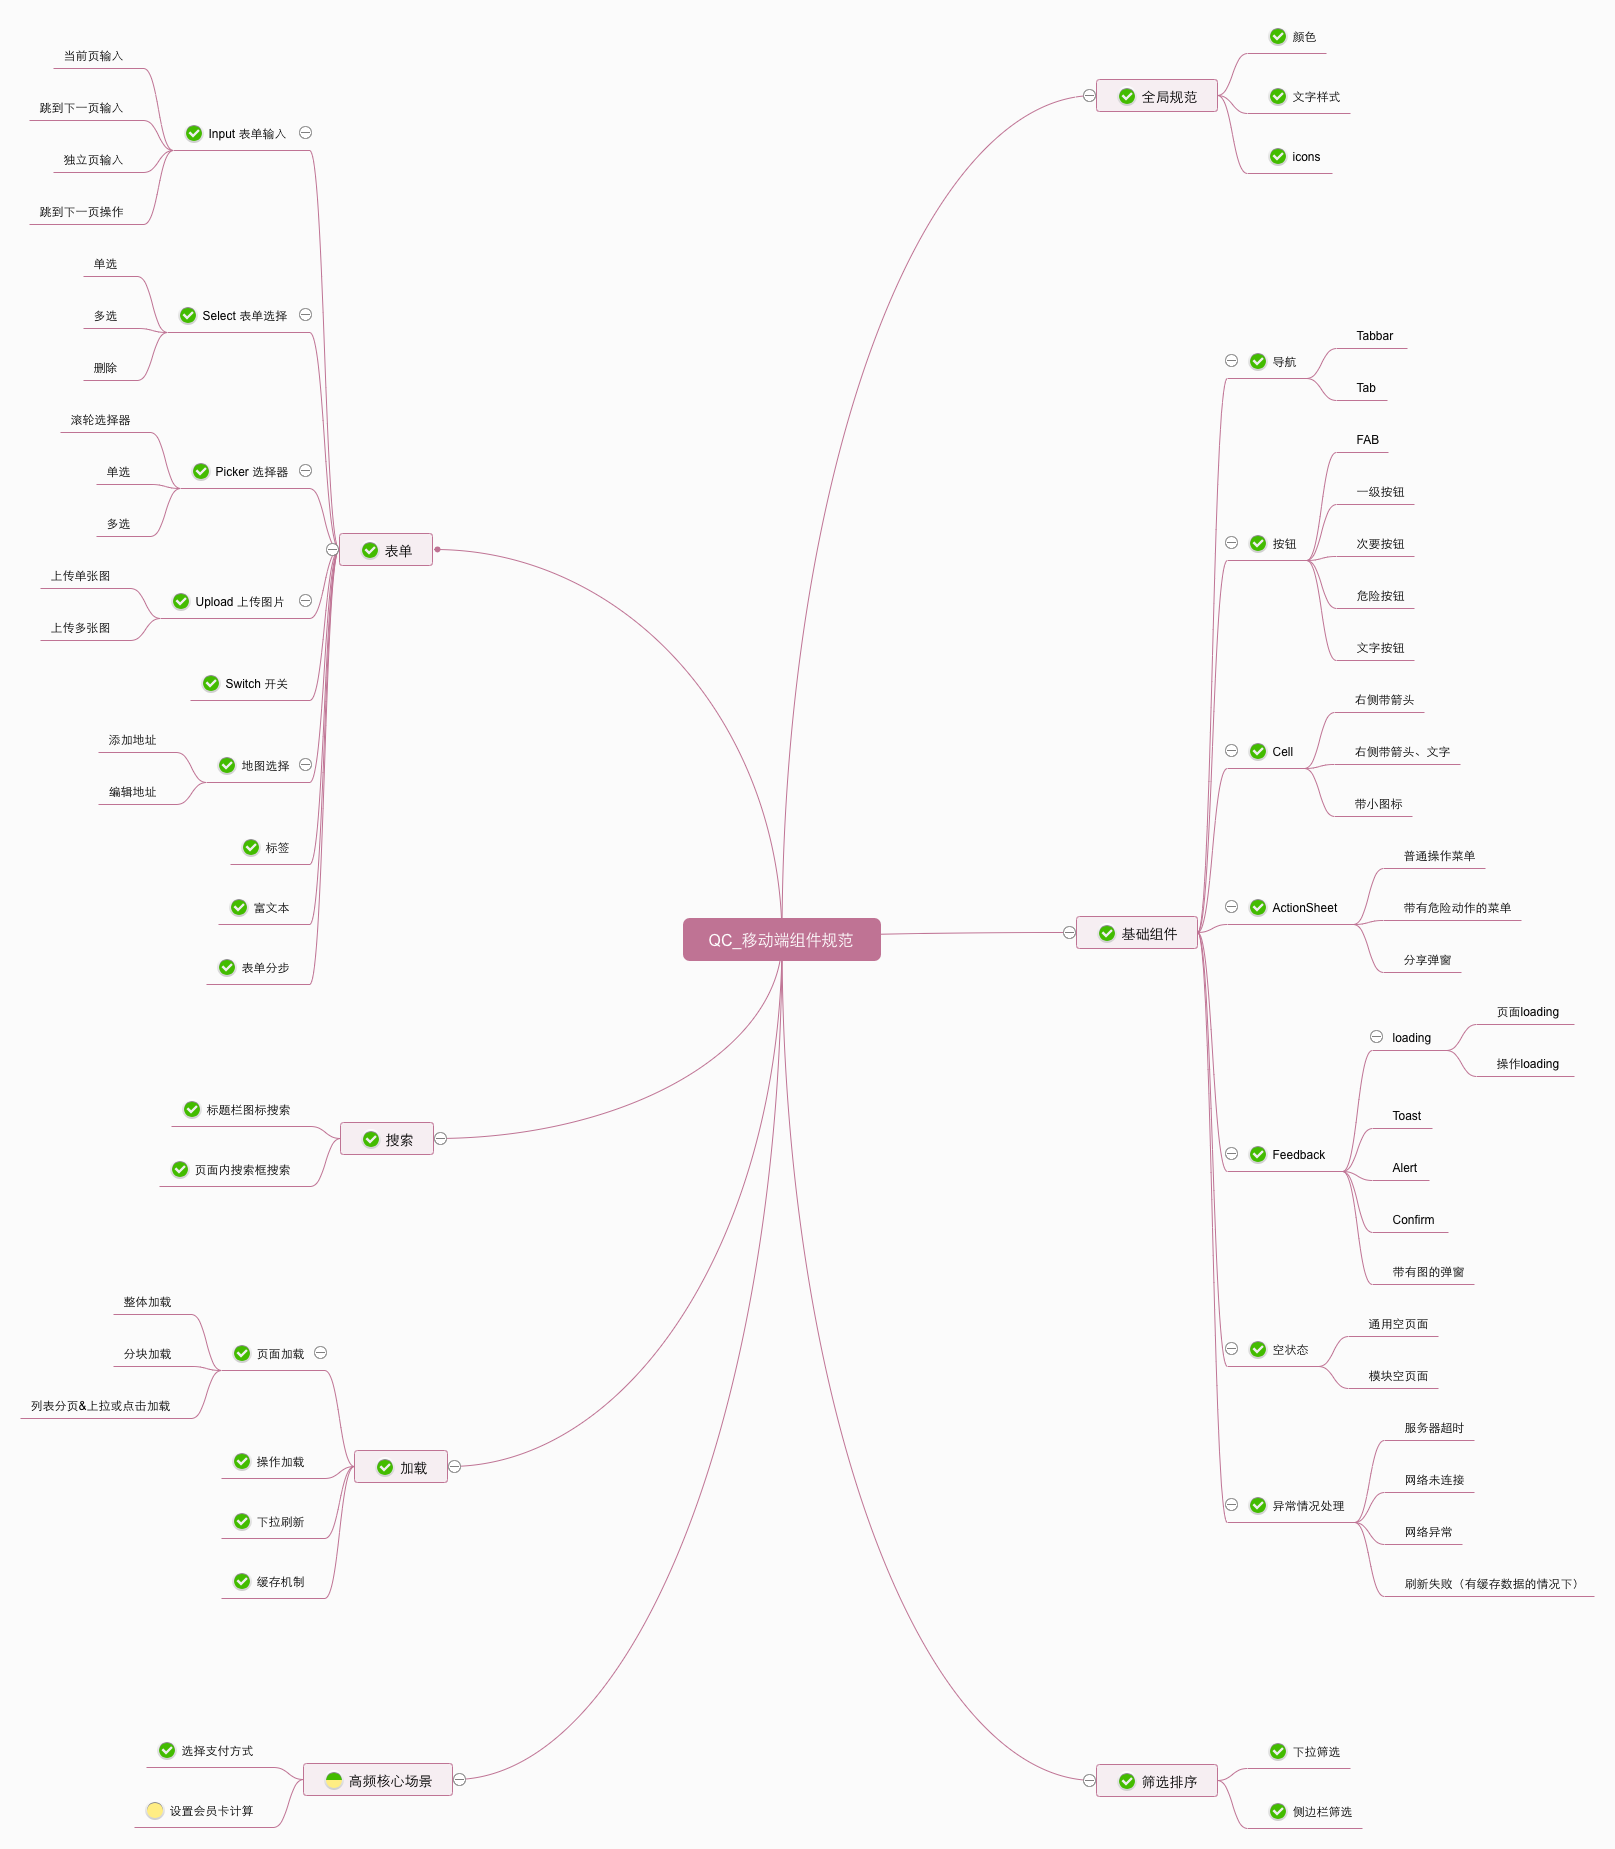 QC_移动端组件规范
全局规范
颜色
文字样式
icons
基础组件
导航
Tabbar
Tab
按钮
FAB
一级按钮
次要按钮
危险按钮
文字按钮
Cell
右侧带箭头
右侧带箭头、文字
带小图标
ActionSheet
普通操作菜单
带有危险动作的菜单
分享弹窗
Feedback
loading
页面loading
操作loading
Toast
Alert
Confirm
带有图的弹窗
空状态
通用空页面
模块空页面
异常情况处理
服务器超时
网络未连接
网络异常
刷新失败（有缓存数据的情况下）
筛选排序
下拉筛选
侧边栏筛选
表单
Input 表单输入
当前页输入
跳到下一页输入
独立页输入
跳到下一页操作
Select 表单选择
单选
多选
删除
Picker 选择器
滚轮选择器
单选
多选
Upload 上传图片
上传单张图
上传多张图
Switch 开关
地图选择
添加地址
编辑地址
标签
富文本
表单分步
搜索
标题栏图标搜索
页面内搜索框搜索
加载
页面加载
整体加载
分块加载
列表分页&上拉或点击加载
操作加载
下拉刷新
缓存机制
高频核心场景
选择支付方式
设置会员卡计算